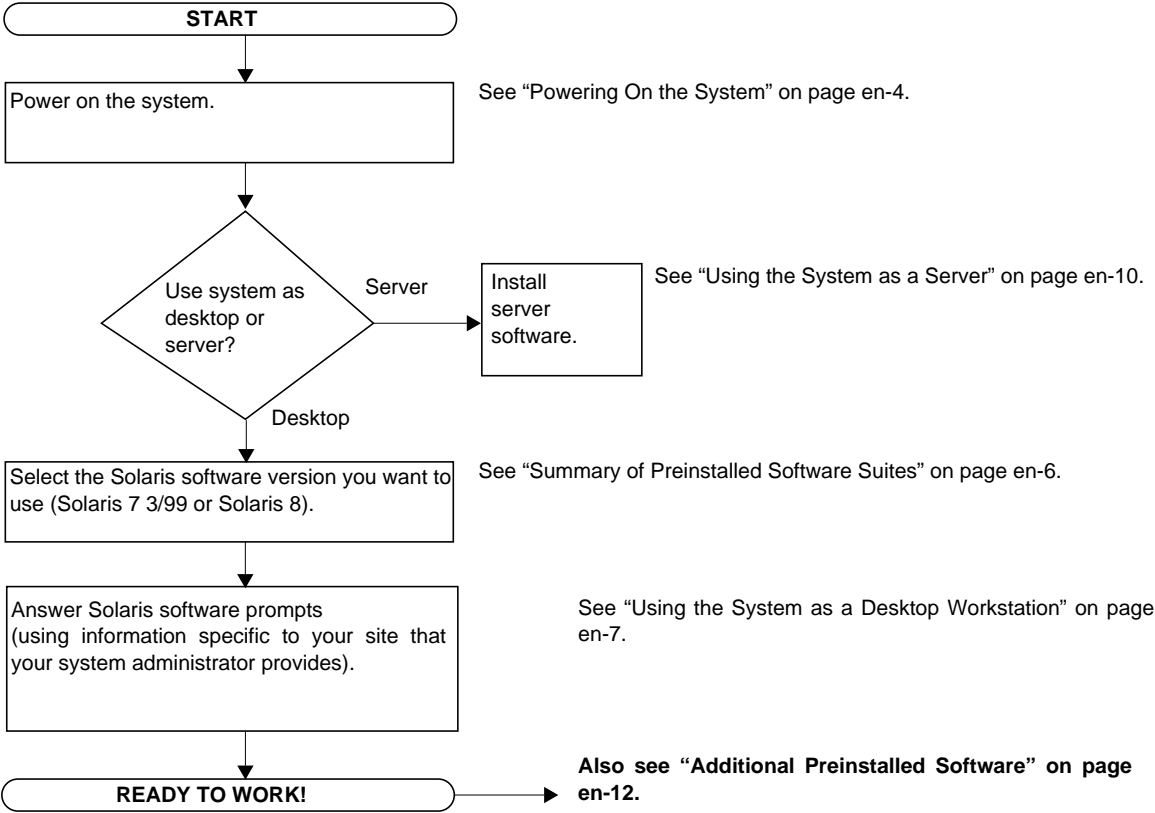 START
Power on the system.
See “Powering On the System” on page en-4.
Use system as
desktop or
server?
Server
Install
server
software.
See “Using the System as a Server” on page en-10.
Desktop
Select the Solaris software version you want to
use (Solaris 7 3/99 or Solaris 8).
See “Summary of Preinstalled Software Suites” on page en-6.
Answer Solaris software prompts
(using information specific to your site that
your system administrator provides).
See “Using the System as a Desktop Workstation” on page
en-7.
READY TO WORK!
Also see “Additional Preinstalled Software” on page
en-12.